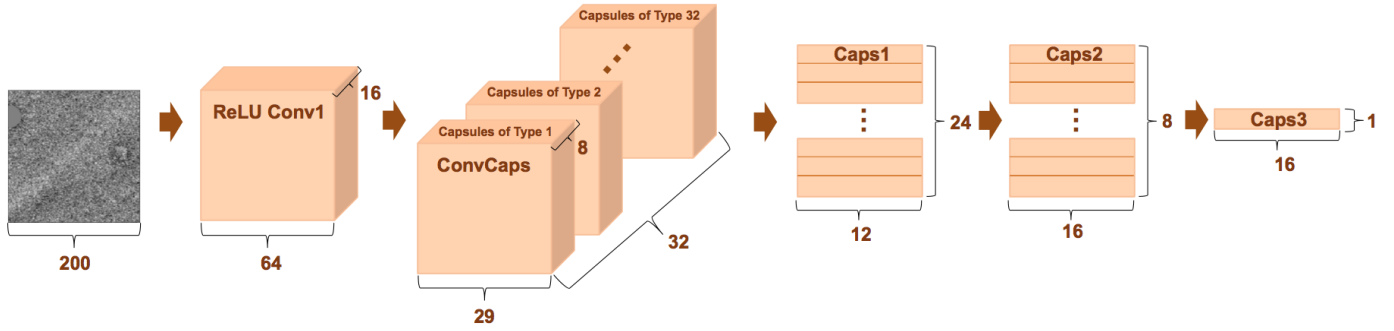 Capsules of Type 32
Capsules of Type 2
Capsules of Type 1
ReLU Conv1
ConvCaps
Caps1
Caps2
Caps3
16
8
24
8
1
200
64
29
32
12
16
16